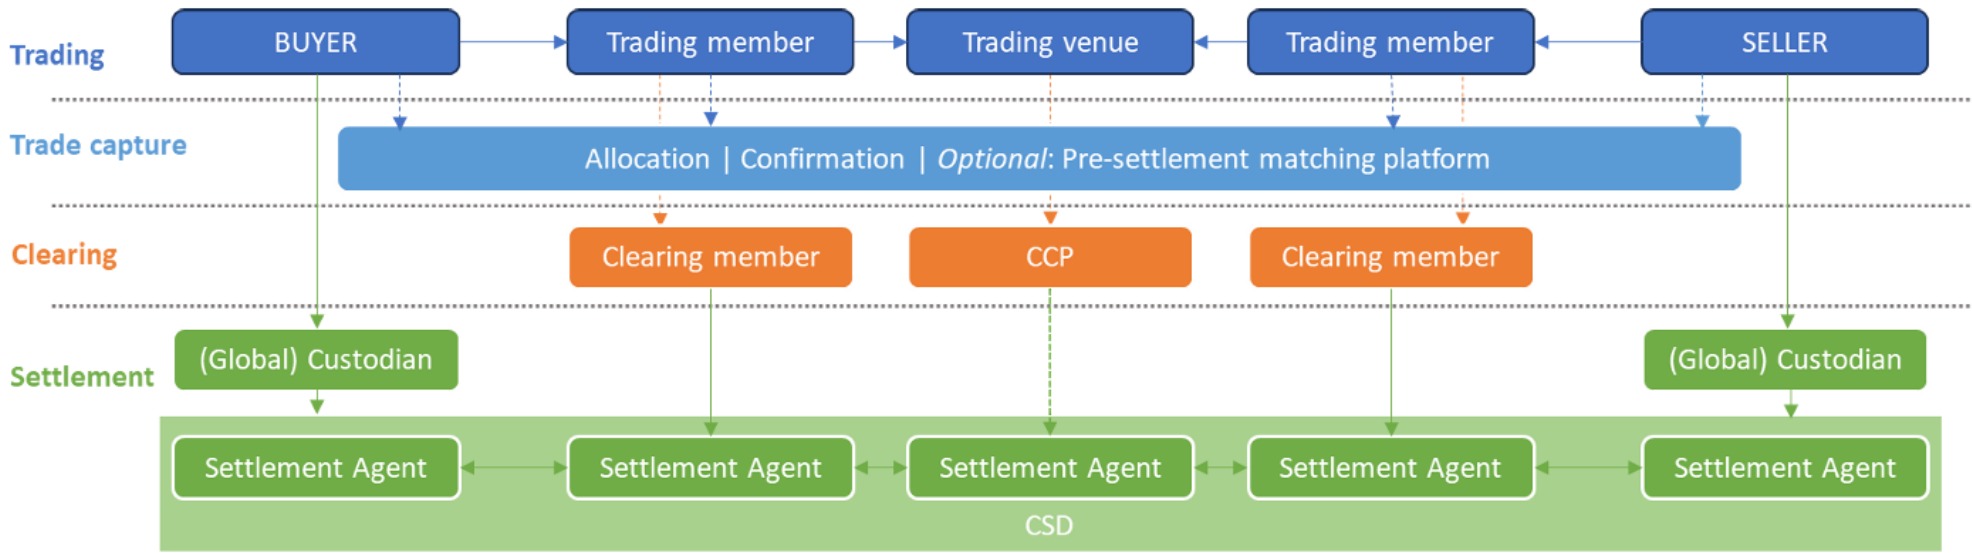 Trading
BUYER
Trading member
Trading venue
Trading member
SELLER
Trade capture
Allocation | Confirmation | Optional: Pre-settlement matching platform
Clearing
Clearing member
CCP
Clearing member
Settlement
(Global) Custodian
(Global) Custodian
Settlement Agent
Settlement Agent
Settlement Agent
Settlement Agent
Settlement Agent
CSD